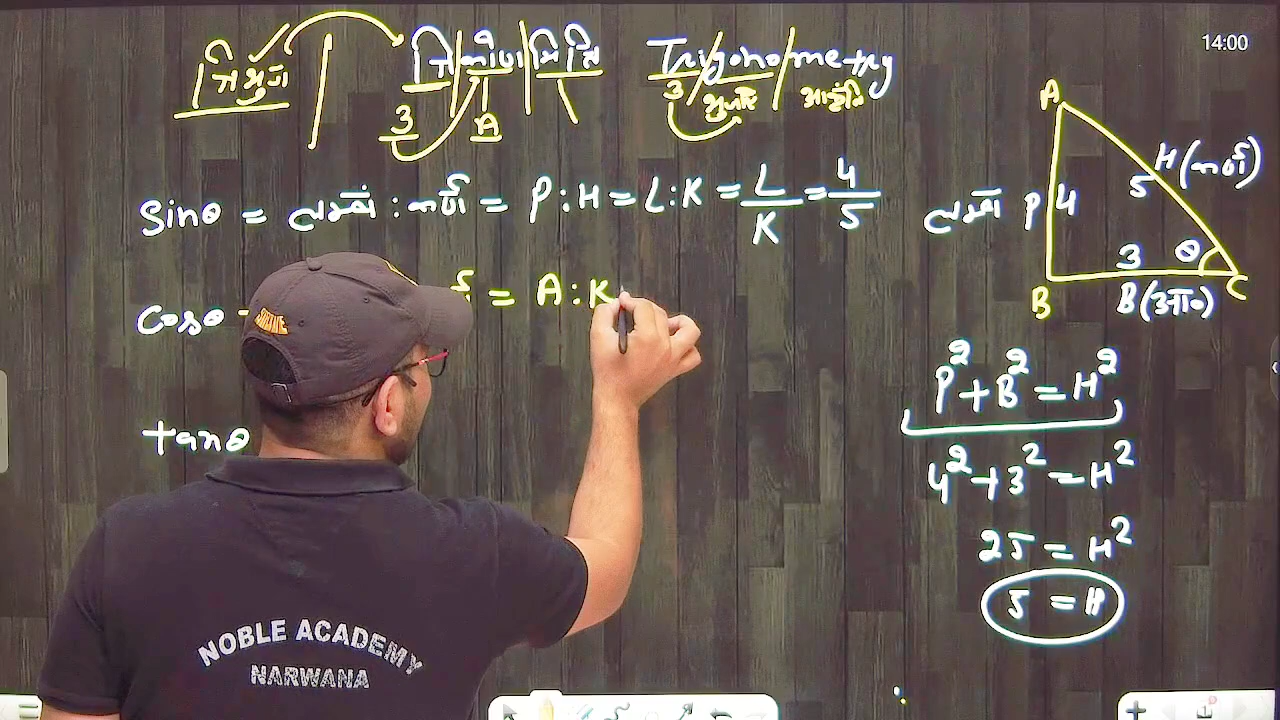 14:00
त्रिभुज त्रिकोणमिति Trigonometry
3 A 3 भुजाएँ आकृति
Sinθ = लम्ब : कर्ण = P:H = L:K = L/K = 4/5
= A:K
Cosθ
tanθ
A
H (कर्ण)
5
लम्ब P 4
3 θ
B C
B (आधार)
P²+B² = H²
4²+3² = H²
25 = H²
5 = H
NOBLE ACADEMY
NARWANA